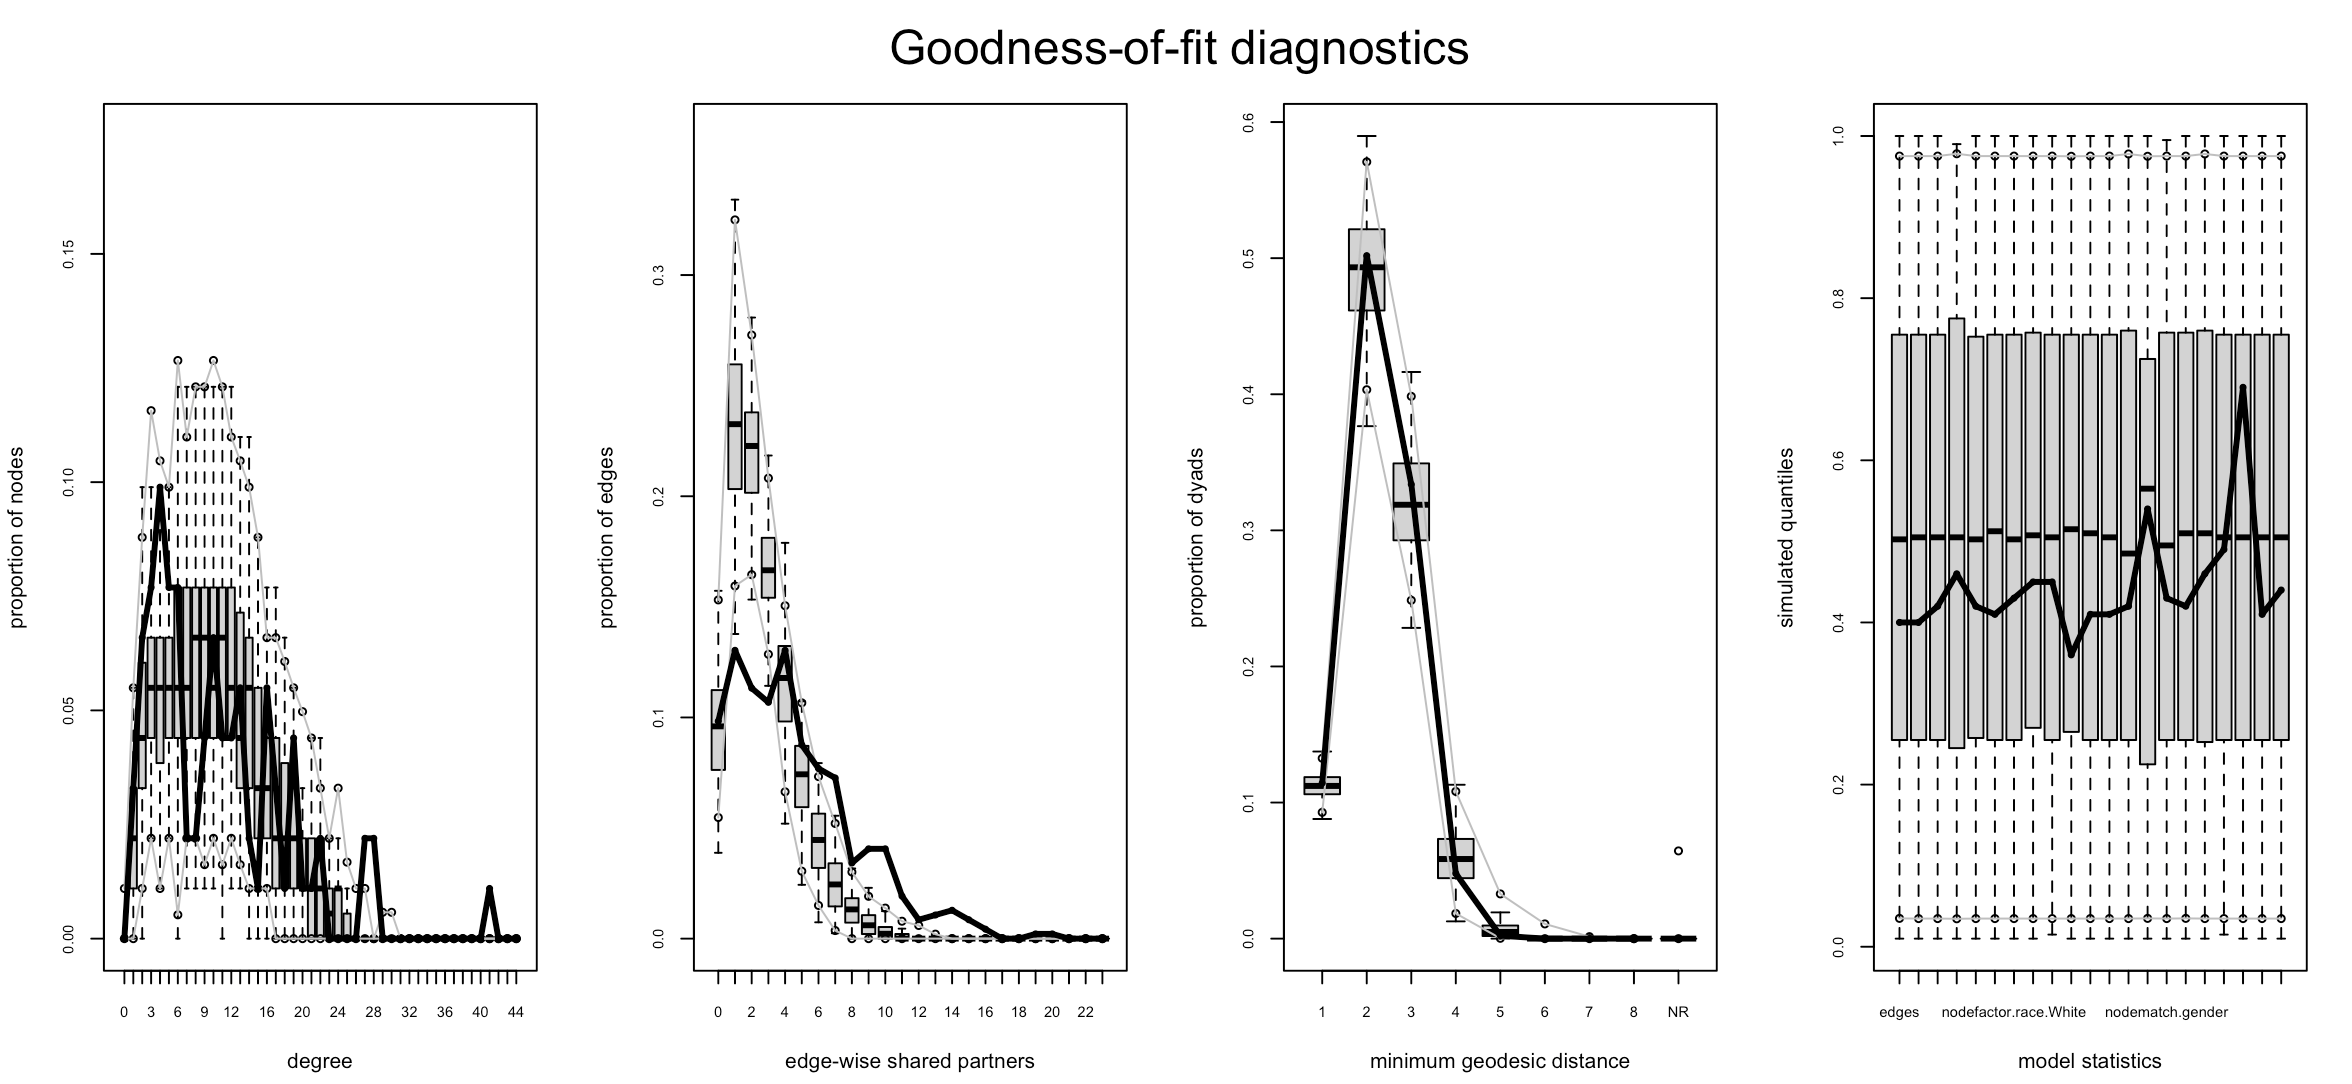 Goodness-of-fit diagnostics
proportion of nodes
0.00 0.05 0.10 0.15
0 3 6 9 12 16 20 24 28 32 36 40 44
degree
proportion of edges
0.0 0.1 0.2 0.3
0 2 4 6 8 10 12 14 16 18 20 22
edge-wise shared partners
proportion of dyads
0.0 0.1 0.2 0.3 0.4 0.5 0.6
1 2 3 4 5 6 7 8 NR
minimum geodesic distance
simulated quantiles
0.0 0.2 0.4 0.6 0.8 1.0
edges nodefactor.race.White nodematch.gender
model statistics